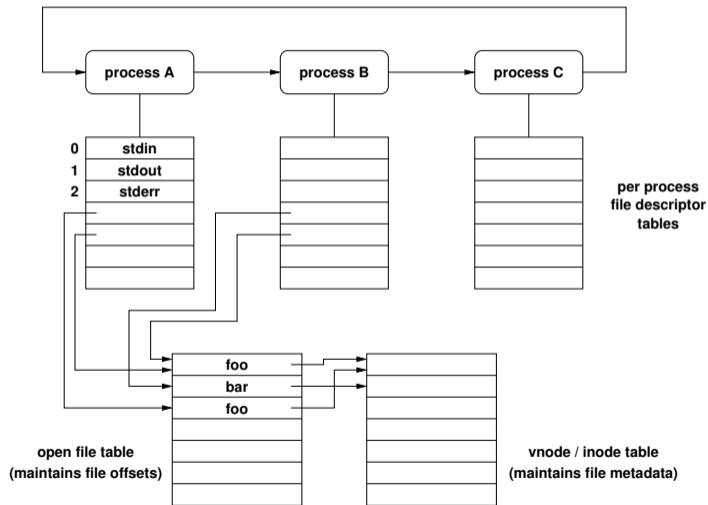 process A
process B
process C
0 stdin
1 stdout
2 stderr
per process
file descriptor
tables
foo
bar
foo
open file table
(maintains file offsets)
vnode / inode table
(maintains file metadata)